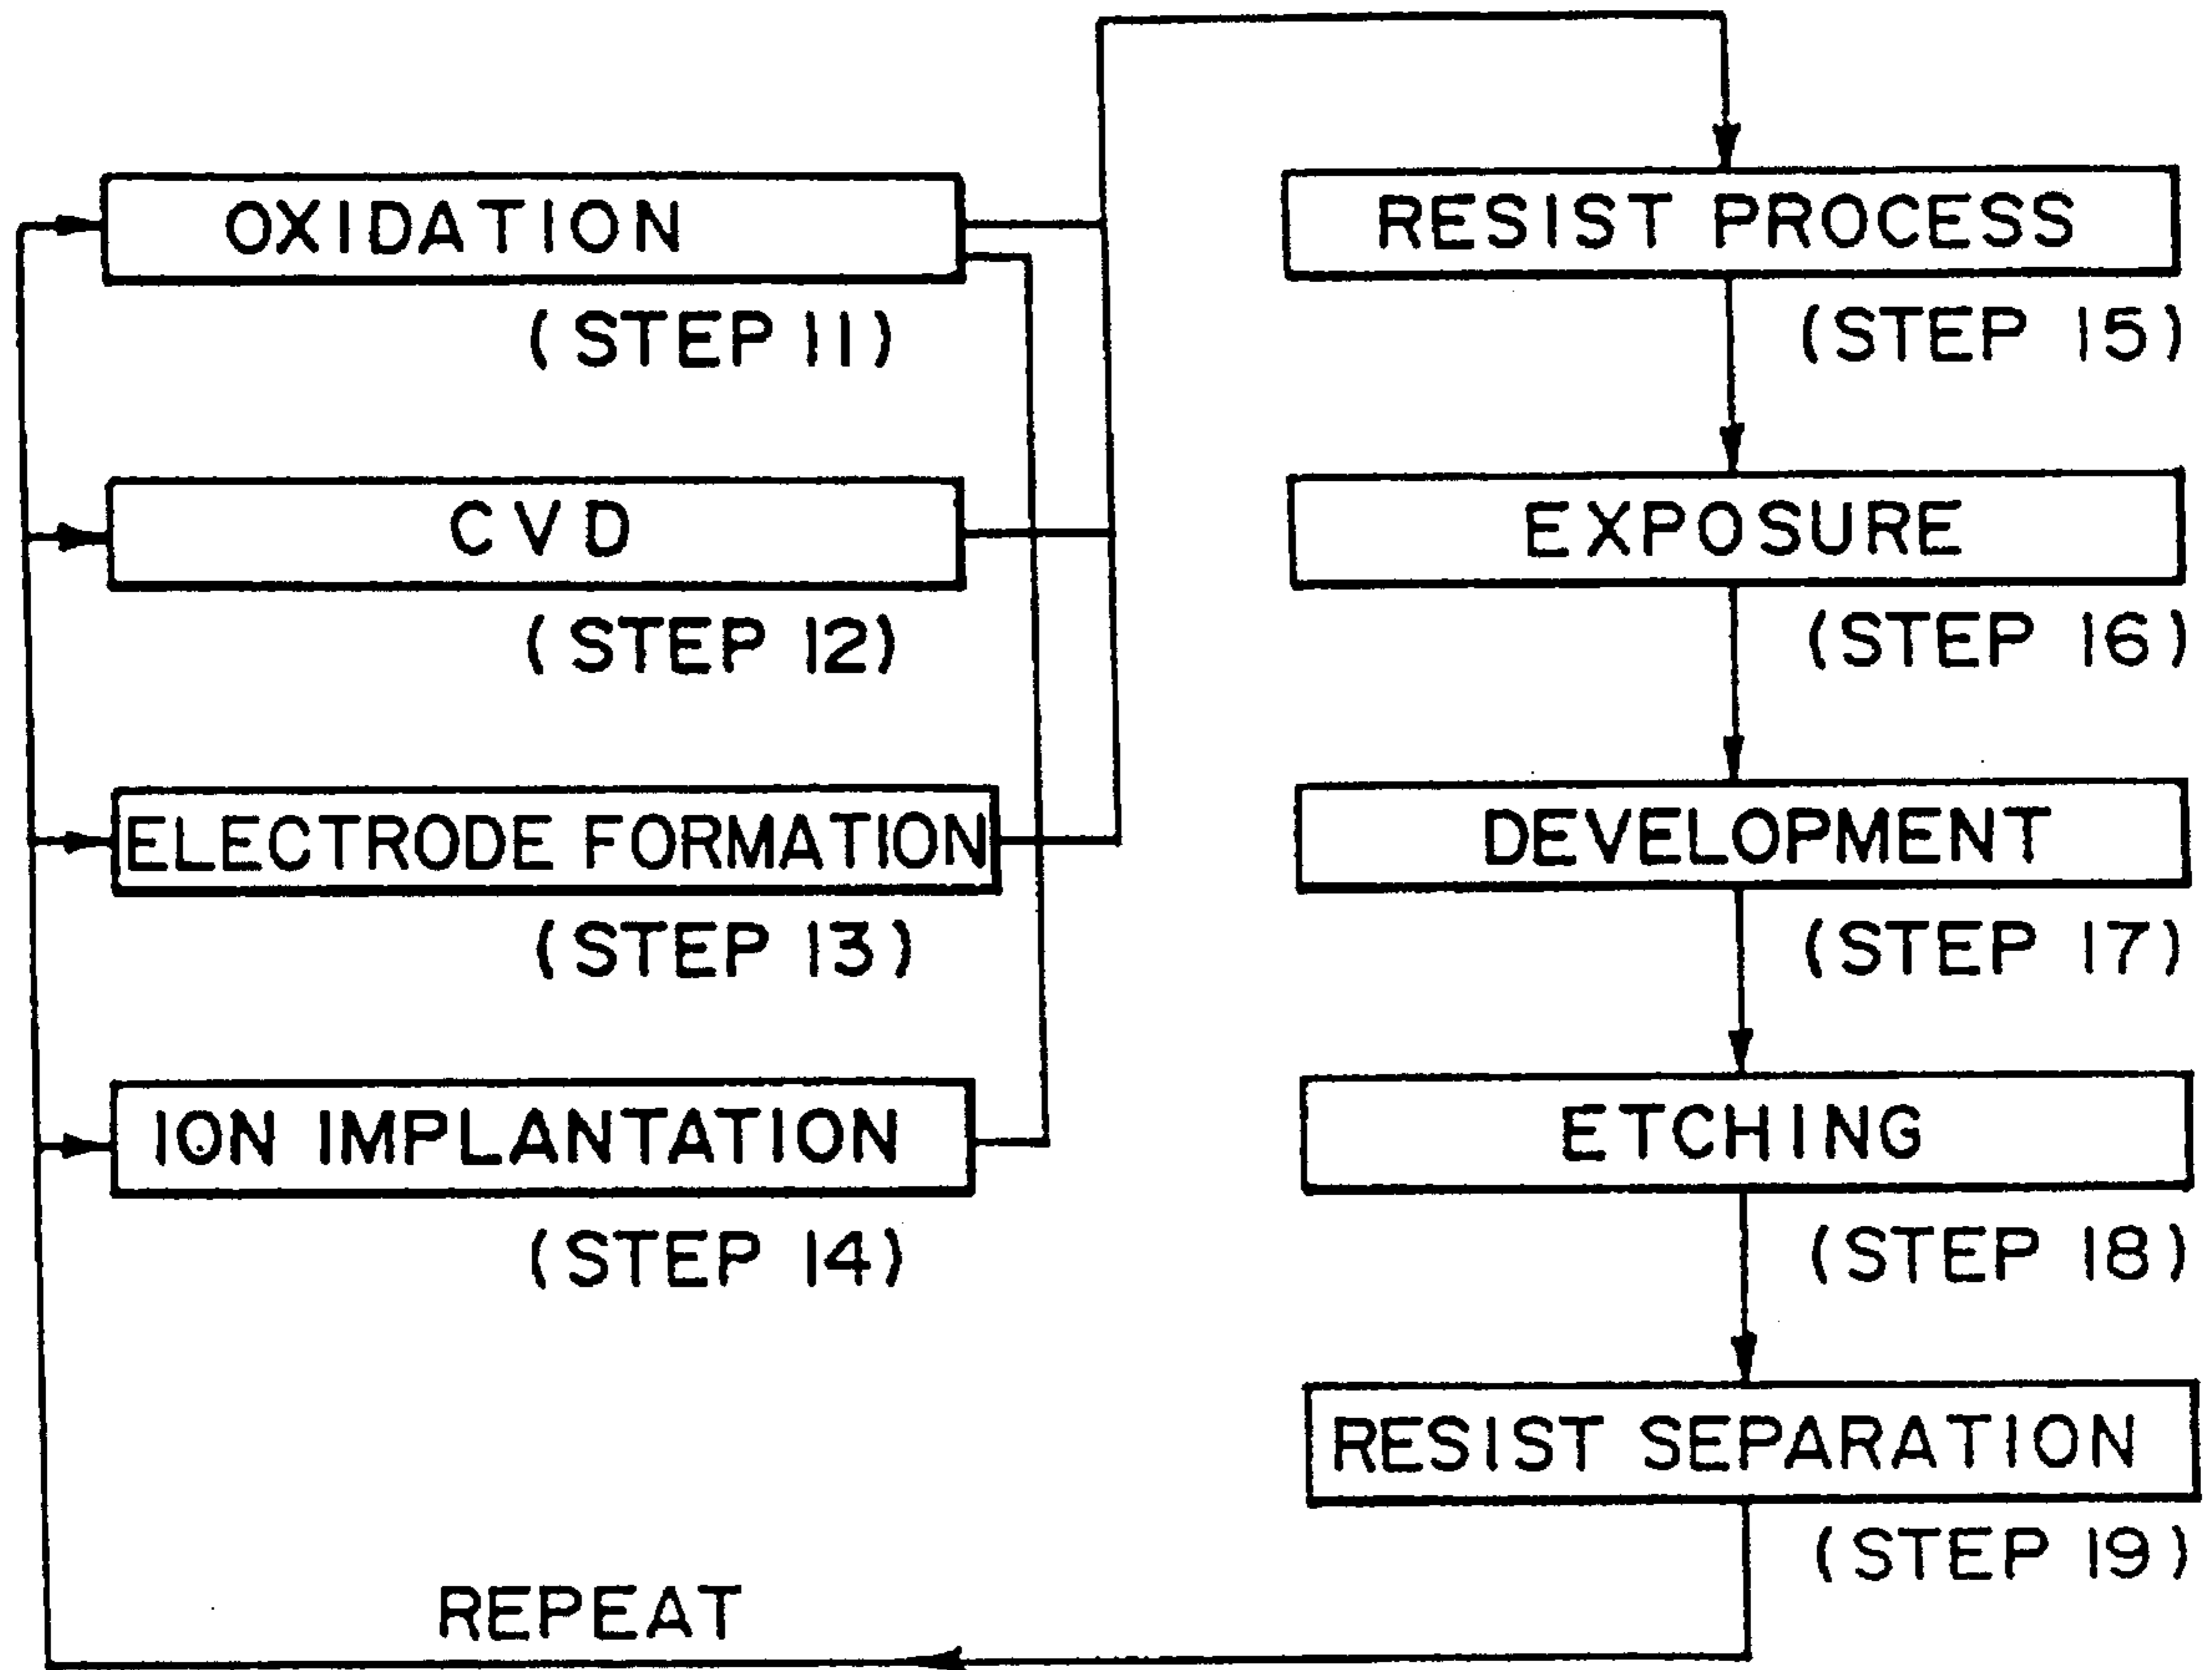 OXIDATION
(STEP 11)
CVD
(STEP 12)
ELECTRODE FORMATION
(STEP 13)
ION IMPLANTATION
(STEP 14)
RESIST PROCESS
(STEP 15)
EXPOSURE
(STEP 16)
DEVELOPMENT
(STEP 17)
ETCHING
(STEP 18)
RESIST SEPARATION
(STEP 19)
REPEAT